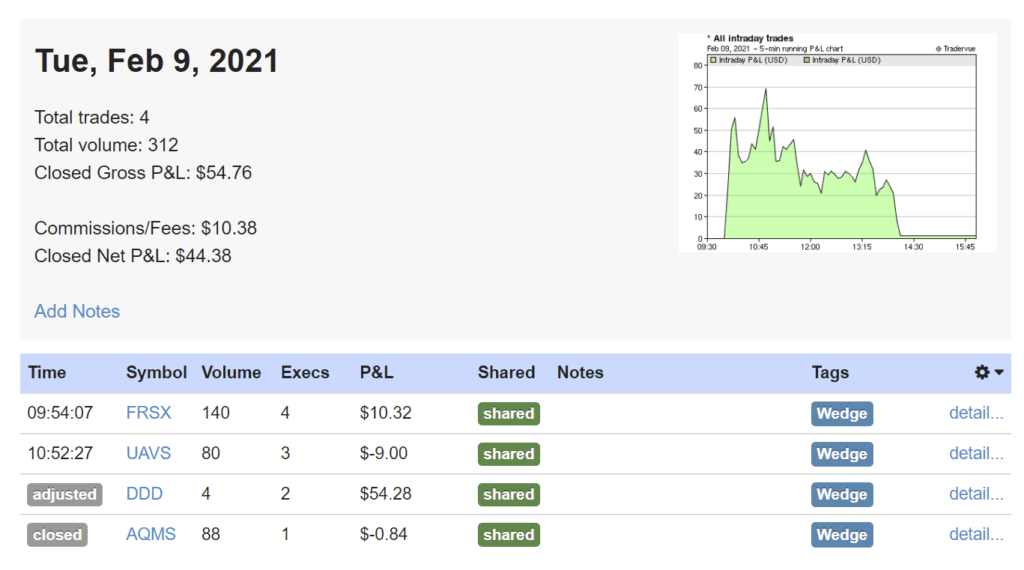 Tue, Feb 9, 2021
Total trades: 4
Total volume: 312
Closed Gross P&L: $54.76
Commissions/Fees: $10.38
Closed Net P&L: $44.38
Add Notes
* All intraday trades
Feb 09, 2021 - 5-min running P&L chart Tradervue
Intraday P&L (USD) Intraday P&L (USD)
80
70
60
50
40
30
20
10
0
09:30 10:45 12:00 13:15 14:30 15:45
Time Symbol Volume Execs P&L Shared Notes Tags
09:54:07 FRSX 140 4 $10.32 shared Wedge detail...
10:52:27 UAVS 80 3 $-9.00 shared Wedge detail...
adjusted DDD 4 2 $54.28 shared Wedge detail...
closed AQMS 88 1 $-0.84 shared Wedge detail...